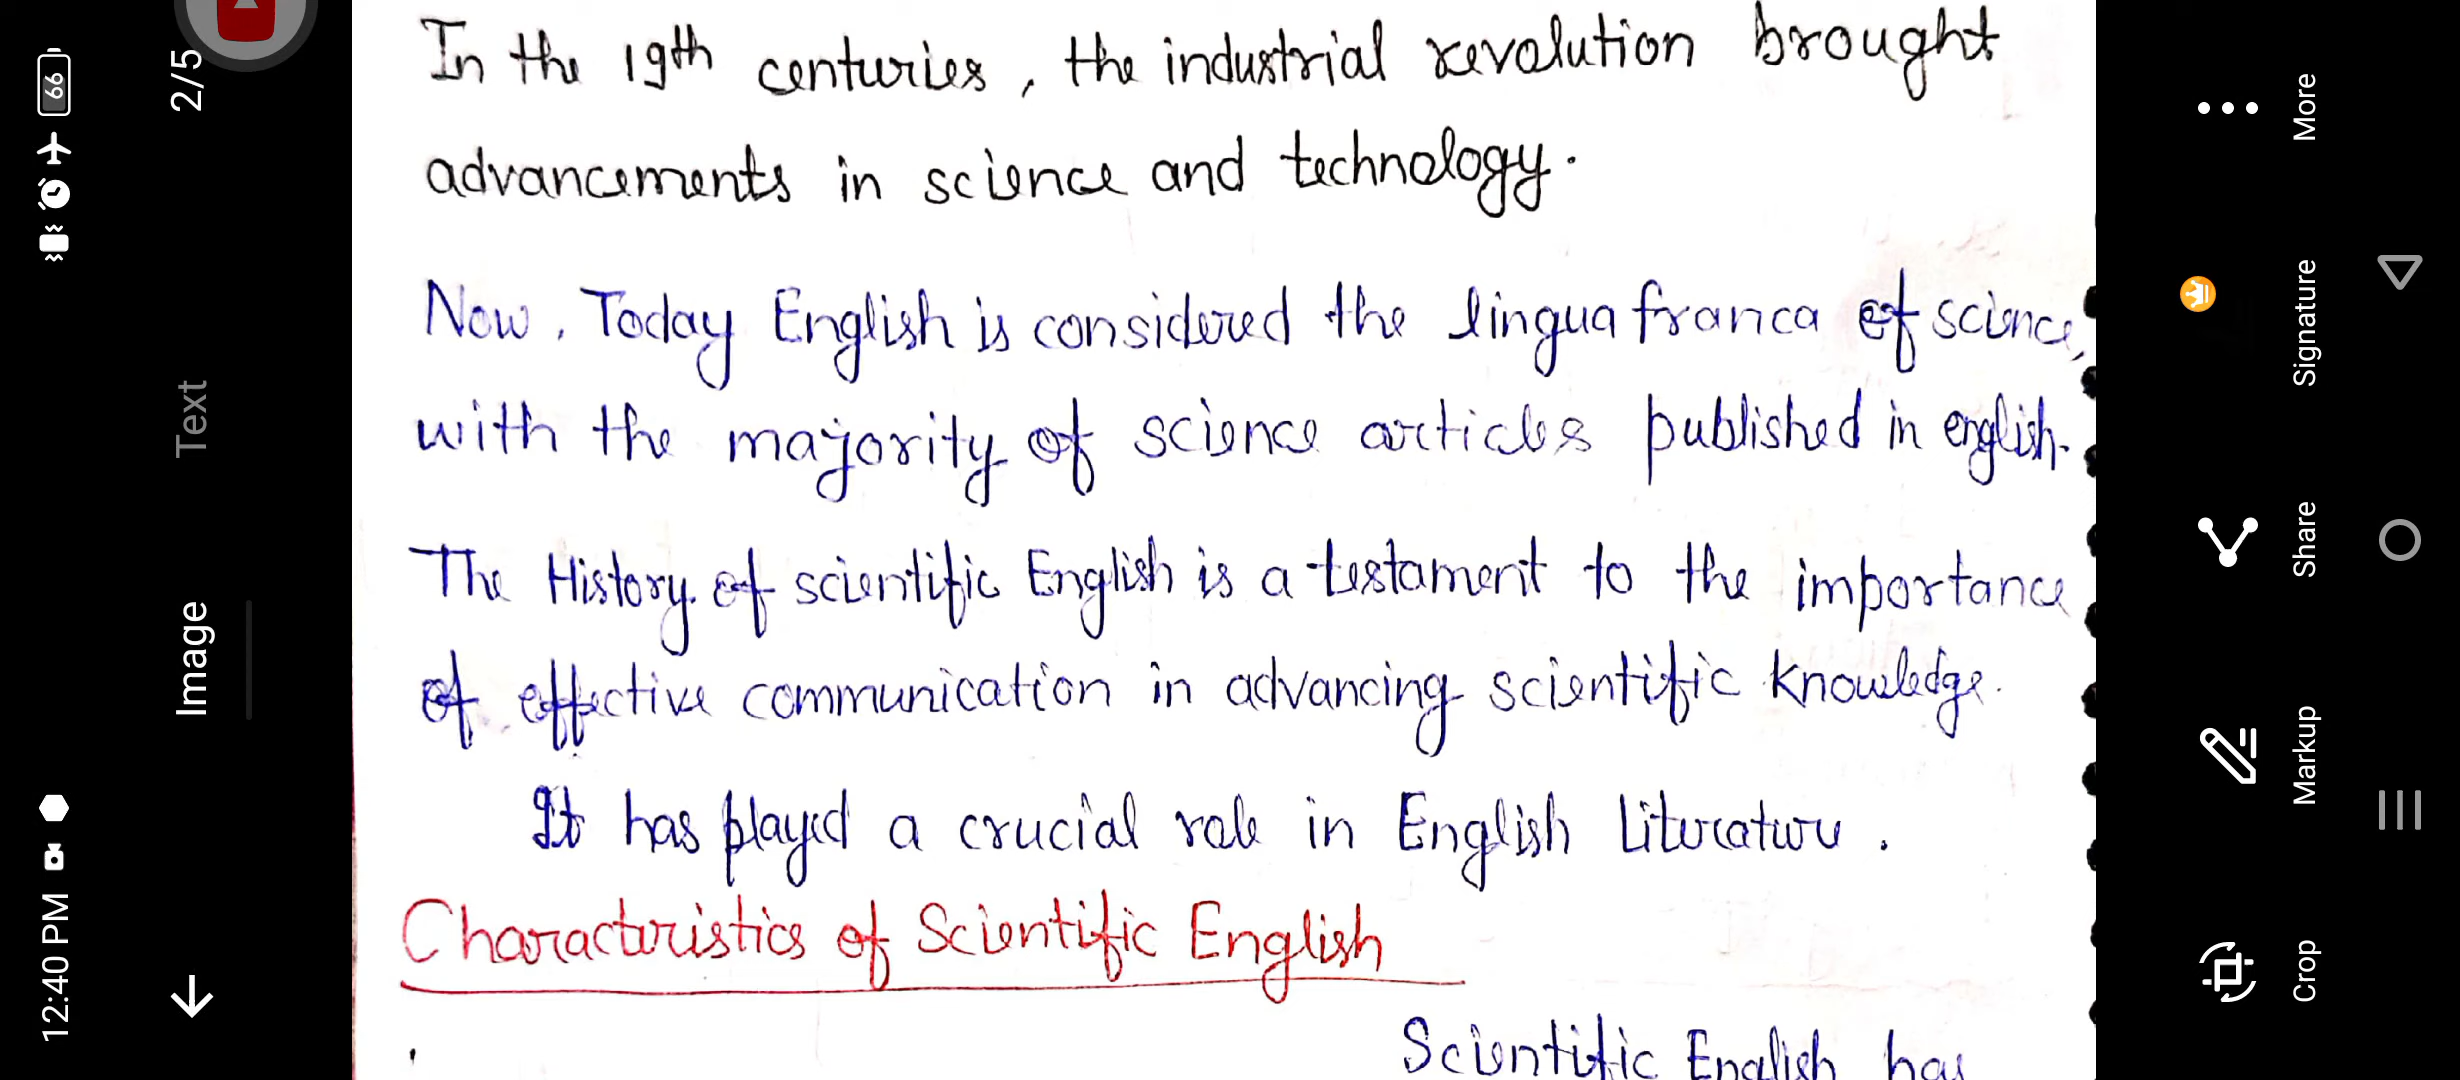 In the 19th centuries, the industrial revolution brought
advancements in science and technology.
Now, Today English is considered the lingua franca of science,
with the majority of science articles published in english.
The History of scientific English is a testament to the importance
of effective communication in advancing scientific knowledge.
It has played a crucial role in English Literature.
Characteristics of Scientific English
Scientific English has
12:40 PM
66
2/5
Text
Image
More
Signature
Share
Markup
Crop